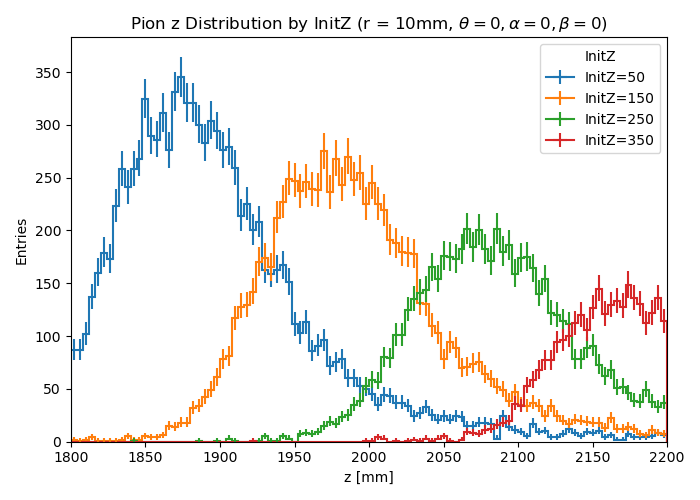 Pion z Distribution by InitZ (r = 10mm, θ = 0, α = 0, β = 0)
InitZ
InitZ=50
InitZ=150
InitZ=250
InitZ=350
Entries
350
300
250
200
150
100
50
0
1800 1850 1900 1950 2000 2050 2100 2150 2200
z [mm]